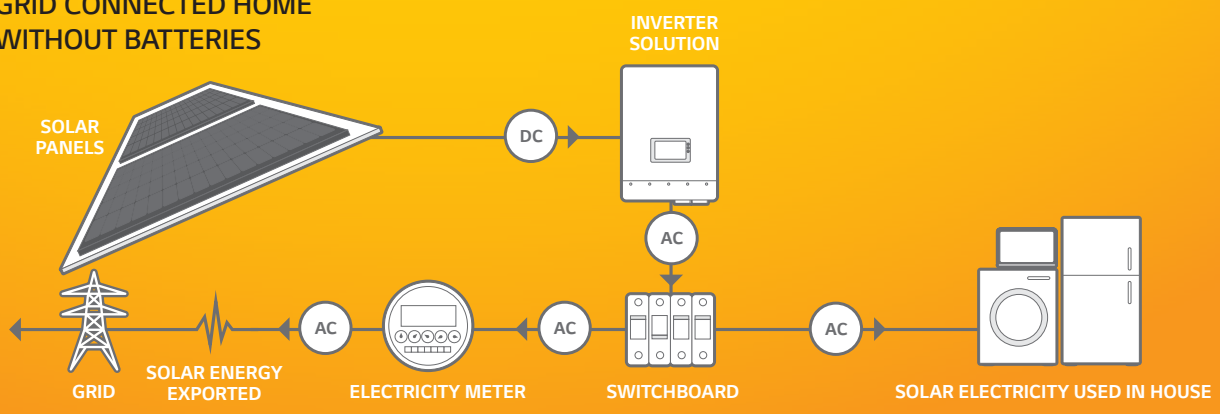 GRID CONNECTED HOME
WITHOUT BATTERIES
INVERTER
SOLUTION
SOLAR
PANELS
DC
AC
AC
AC
AC
GRID
SOLAR ENERGY
EXPORTED
ELECTRICITY METER
SWITCHBOARD
SOLAR ELECTRICITY USED IN HOUSE